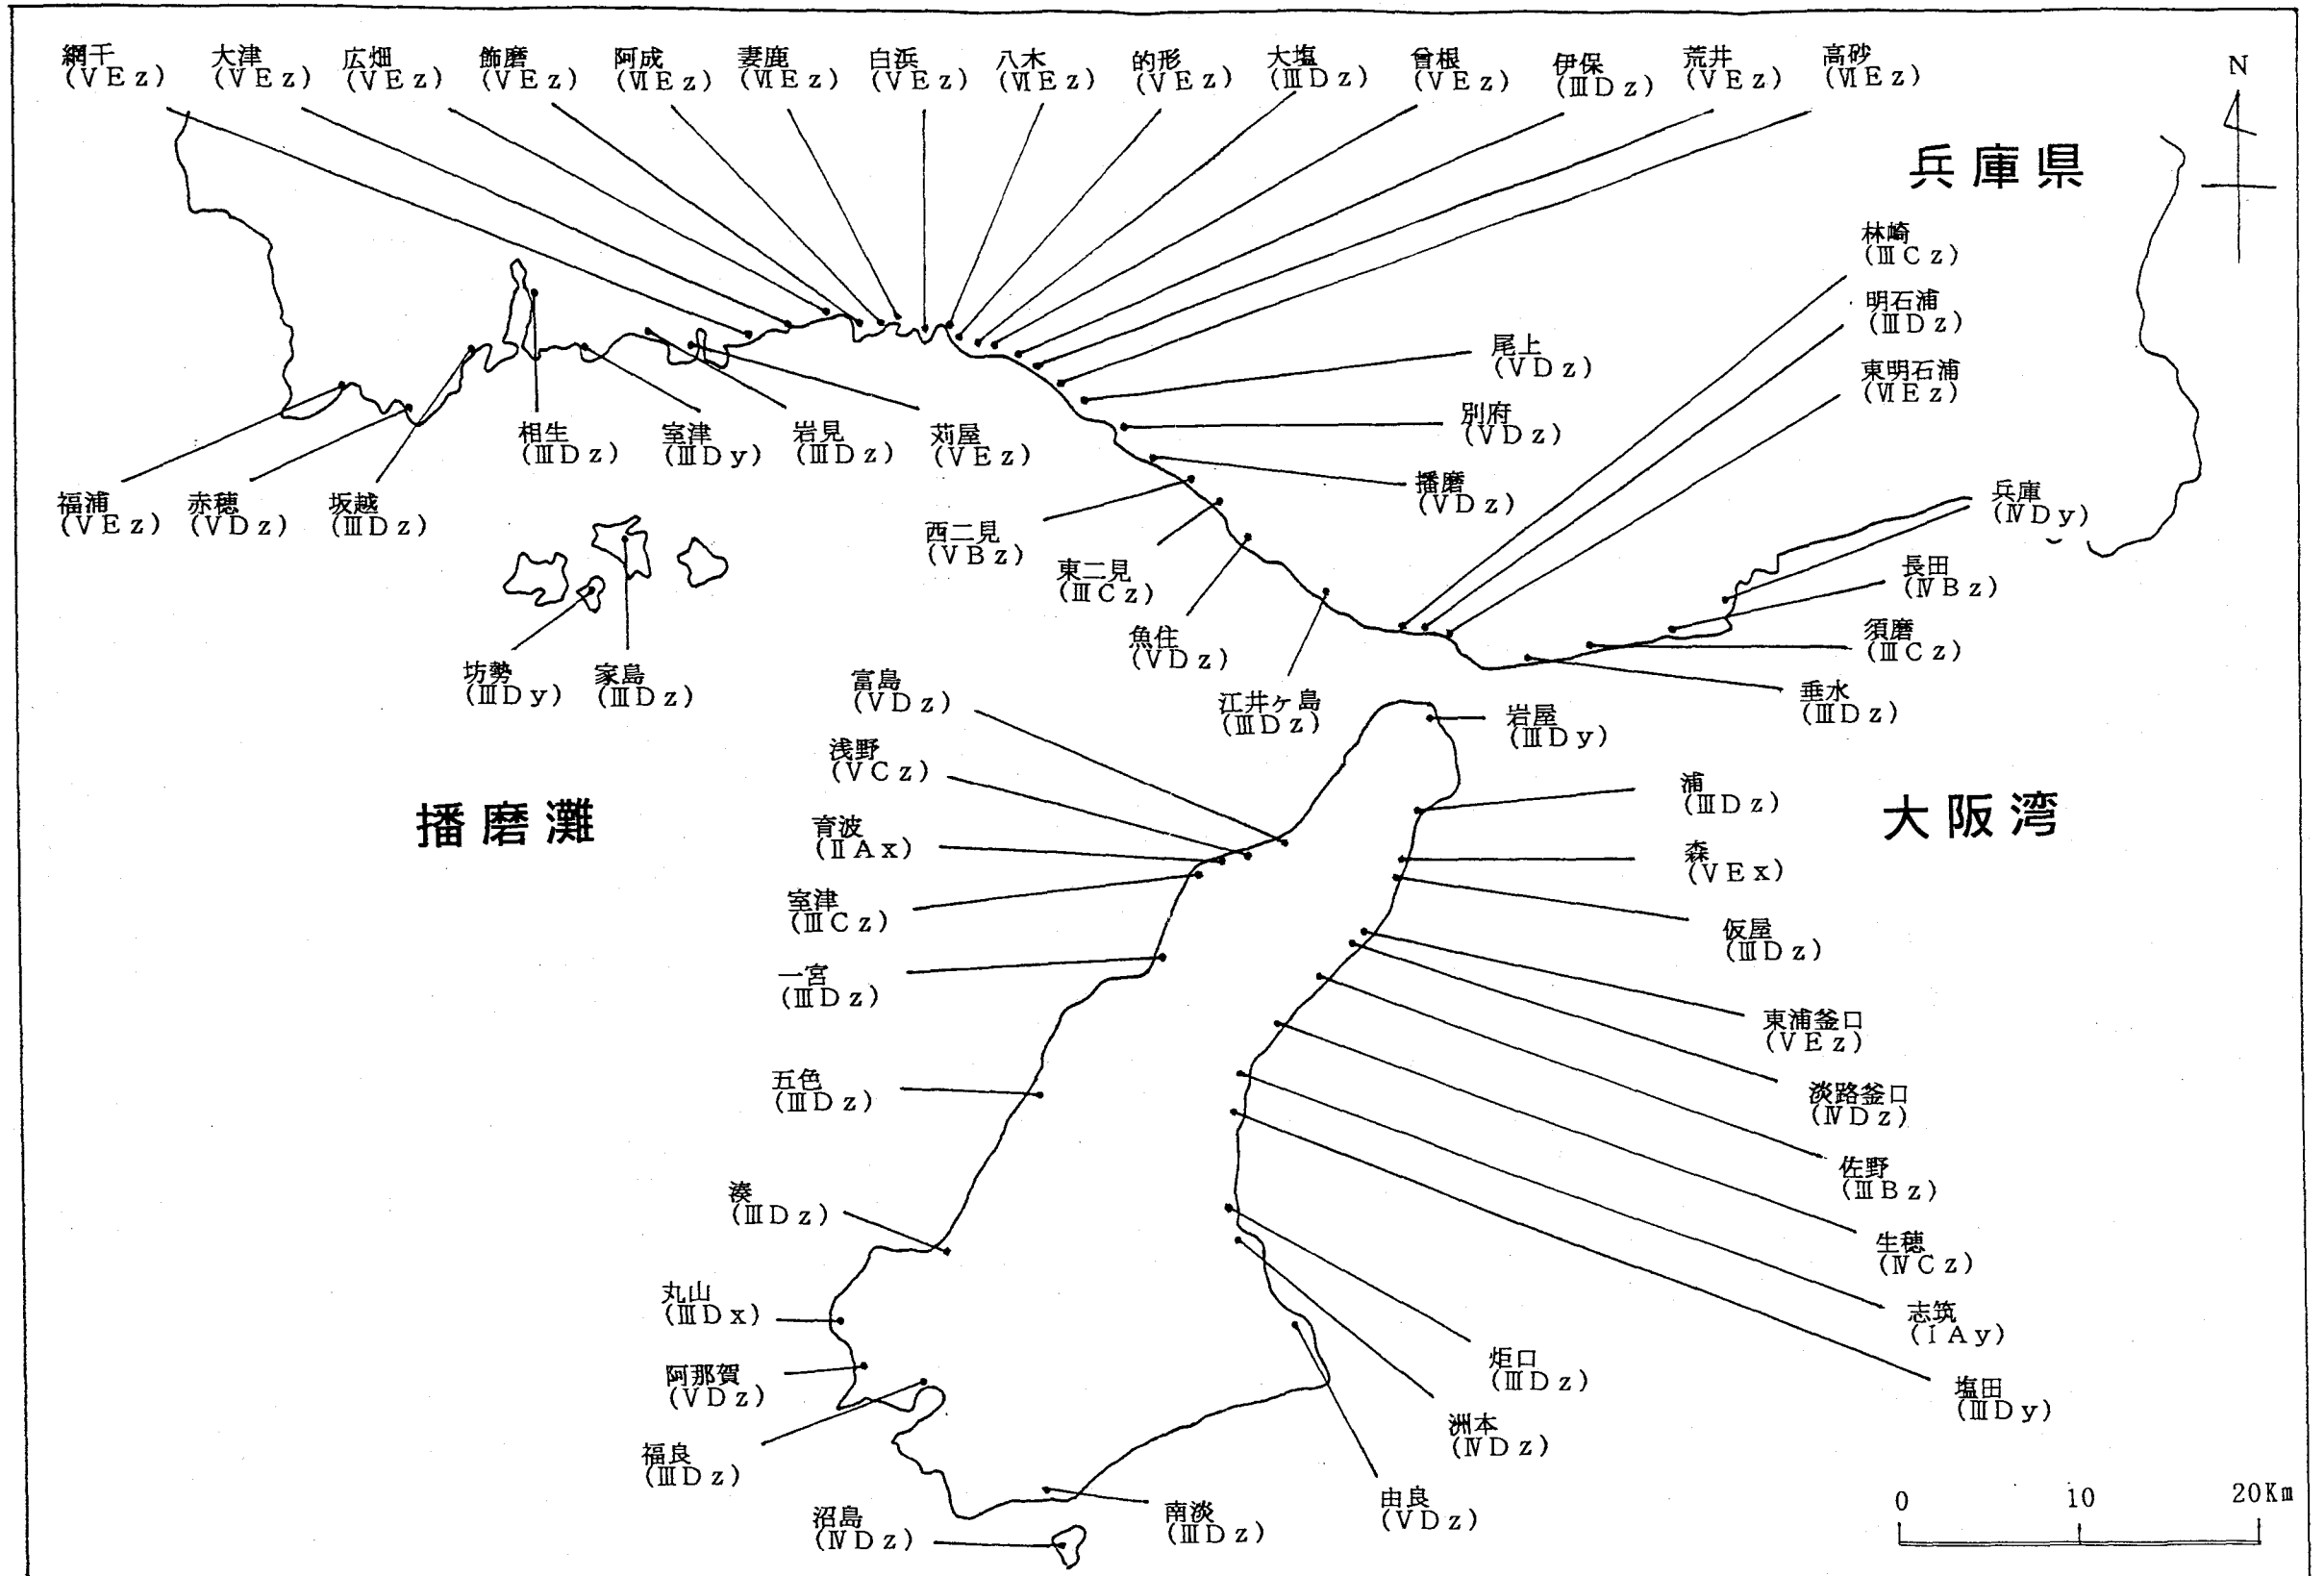 網干
(ⅤEz)
大津
(ⅤEz)
広畑
(ⅤEz)
飾磨
(ⅤEz)
阿成
(ⅥEz)
妻鹿
(ⅥEz)
白浜
(ⅤEz)
八木
(ⅥEz)
的形
(ⅤEz)
大塩
(ⅢDz)
曾根
(ⅤEz)
伊保
(ⅢDz)
荒井
(ⅤEz)
高砂
(ⅥEz)
N
兵庫県
林崎
(ⅢCz)
明石浦
(ⅢDz)
東明石浦
(ⅥEz)
尾上
(ⅤDz)
別府
(ⅤDz)
播磨
(ⅤDz)
相生
(ⅢDz)
室津
(ⅢDy)
岩見
(ⅢDz)
苅屋
(ⅤEz)
福浦
(ⅤEz)
赤穂
(ⅤDz)
坂越
(ⅢDz)
西二見
(ⅤBz)
東二見
(ⅢCz)
魚住
(ⅤDz)
江井ヶ島
(ⅢDz)
兵庫
(ⅣDy)
長田
(ⅣBz)
須磨
(ⅢCz)
垂水
(ⅢDz)
坊勢
(ⅢDy)
家島
(ⅢDz)
富島
(ⅤDz)
浅野
(ⅤCz)
育波
(ⅡAx)
室津
(ⅢCz)
一宮
(ⅢDz)
五色
(ⅢDz)
湊
(ⅢDz)
丸山
(ⅢDx)
阿那賀
(ⅤDz)
福良
(ⅢDz)
沼島
(ⅣDz)
南淡
(ⅢDz)
播磨灘
大阪湾
岩屋
(ⅢDy)
浦
(ⅢDz)
森
(ⅤEx)
仮屋
(ⅢDz)
東浦釜口
(ⅤEz)
淡路釜口
(ⅣDz)
佐野
(ⅢBz)
生穂
(ⅣCz)
志筑
(ⅠAy)
塩田
(ⅢDy)
炬口
(ⅢDz)
洲本
(ⅣDz)
由良
(ⅤDz)
0 10 20Km